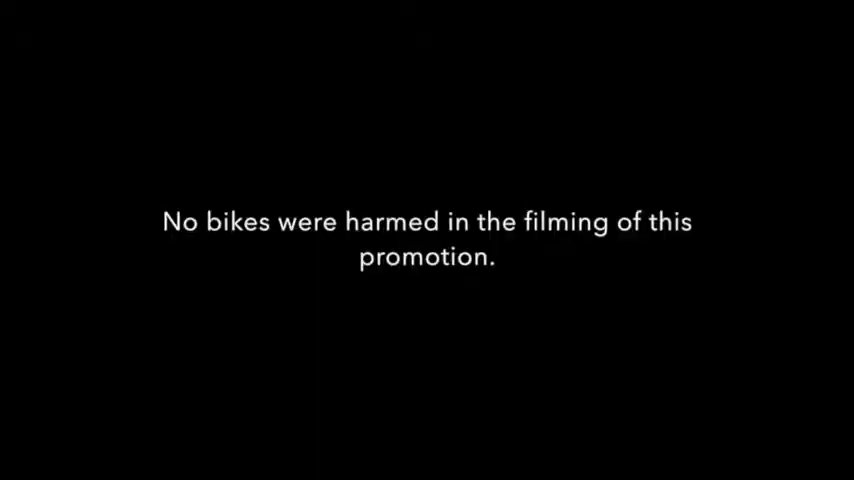 No bikes were harmed in the filming of this
promotion.